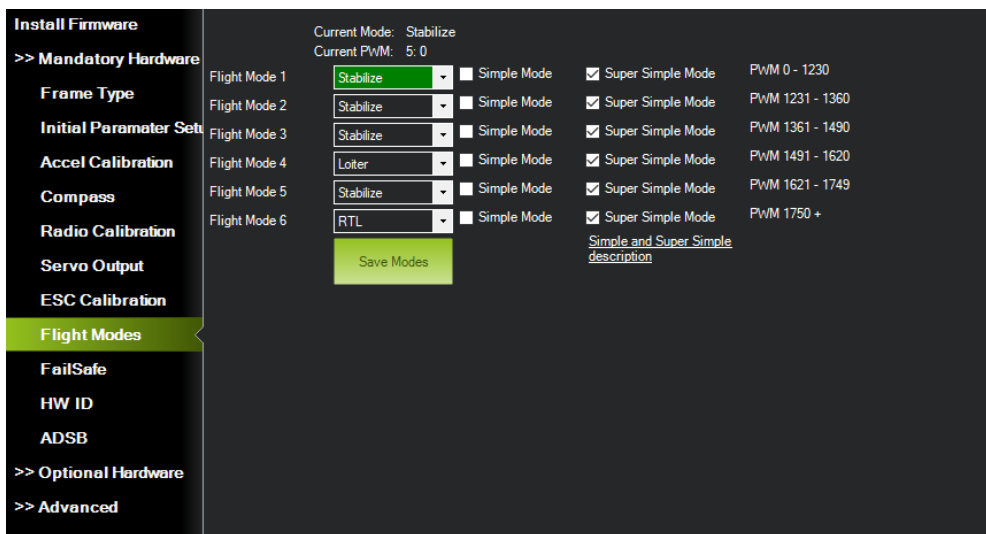 Install Firmware
>> Mandatory Hardware
Frame Type
Initial Paramater Setu
Accel Calibration
Compass
Radio Calibration
Servo Output
ESC Calibration
Flight Modes
FailSafe
HW ID
ADSB
>> Optional Hardware
>> Advanced
Current Mode: Stabilize
Current PWM: 5: 0
Flight Mode 1 Stabilize Simple Mode Super Simple Mode PWM 0 - 1230
Flight Mode 2 Stabilize Simple Mode Super Simple Mode PWM 1231 - 1360
Flight Mode 3 Stabilize Simple Mode Super Simple Mode PWM 1361 - 1490
Flight Mode 4 Loiter Simple Mode Super Simple Mode PWM 1491 - 1620
Flight Mode 5 Stabilize Simple Mode Super Simple Mode PWM 1621 - 1749
Flight Mode 6 RTL Simple Mode Super Simple Mode PWM 1750 +
Simple and Super Simple
description
Save Modes